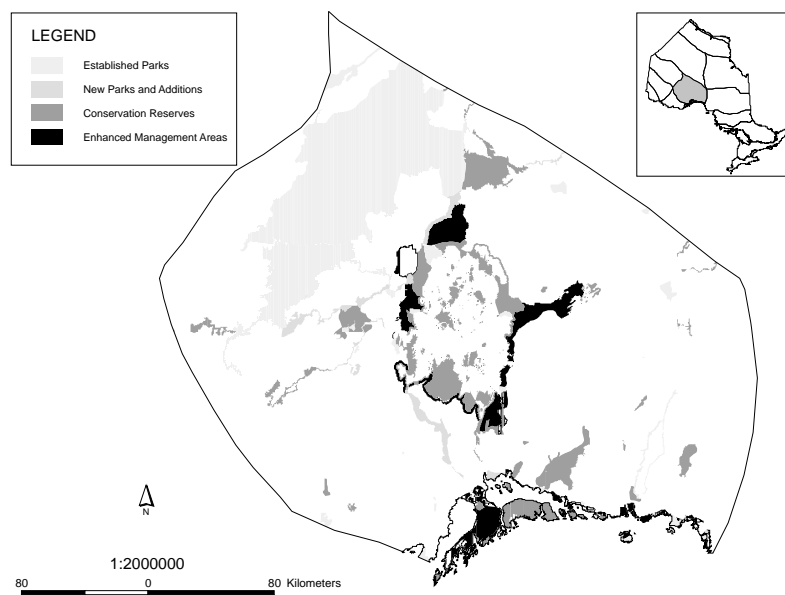 LEGEND
Established Parks
New Parks and Additions
Conservation Reserves
Enhanced Management Areas
N
1:2000000
80 0 80 Kilometers